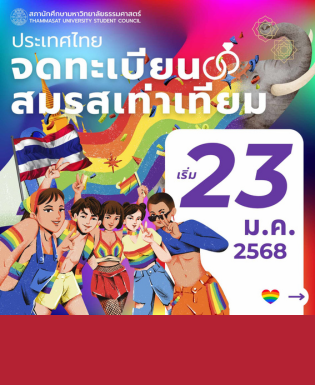 สภานักศึกษามหาวิทยาลัยธรรมศาสตร์
THAMMASAT UNIVERSITY STUDENT COUNCIL
ประเทศไทย
จดทะเบียน
สมรสเท่าเทียม
เริ่ม 23
ม.ค.
2568